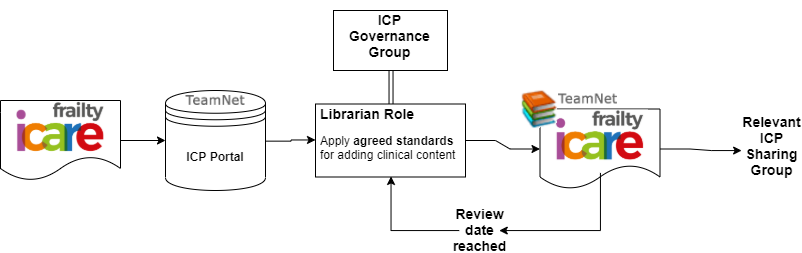 ICP
Governance
Group
frailty
icare
TeamNet
ICP Portal
Librarian Role
Apply agreed standards
for adding clinical content
TeamNet
frailty
icare
Relevant
ICP
Sharing
Group
Review
date
reached